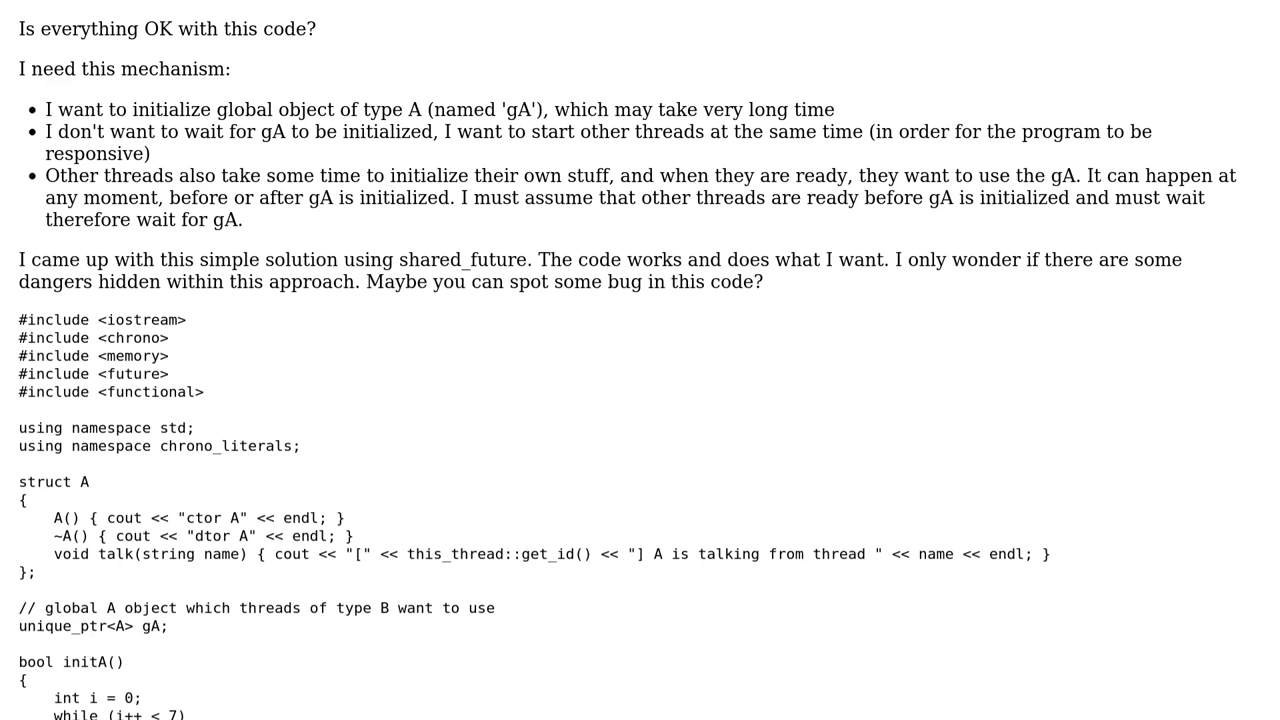 Is everything OK with this code?
I need this mechanism:
• I want to initialize global object of type A (named 'gA'), which may take very long time
• I don't want to wait for gA to be initialized, I want to start other threads at the same time (in order for the program to be
responsive)
• Other threads also take some time to initialize their own stuff, and when they are ready, they want to use the gA. It can happen at
any moment, before or after gA is initialized. I must assume that other threads are ready before gA is initialized and must wait
therefore wait for gA.
I came up with this simple solution using shared_future. The code works and does what I want. I only wonder if there are some
dangers hidden within this approach. Maybe you can spot some bug in this code?
#include <iostream>
#include <chrono>
#include <memory>
#include <future>
#include <functional>
using namespace std;
using namespace chrono_literals;
struct A
{
    A() { cout << "ctor A" << endl; }
    ~A() { cout << "dtor A" << endl; }
    void talk(string name) { cout << "[" << this_thread::get_id() << "] A is talking from thread " << name << endl; }
};
// global A object which threads of type B want to use
unique_ptr<A> gA;
bool initA()
{
    int i = 0;
    while (i++ < 7)